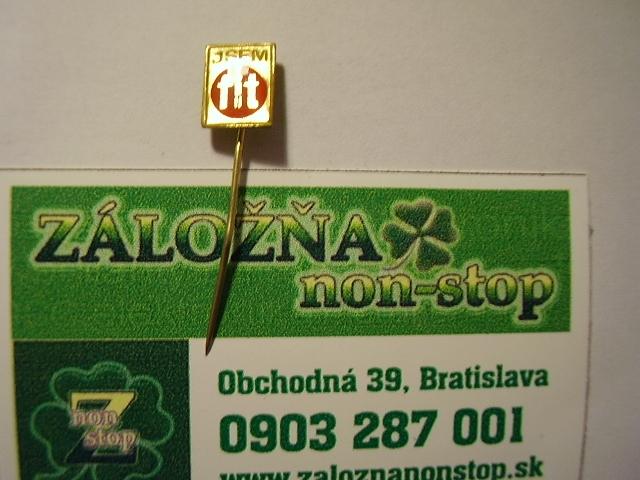 JSEM
fit
ZÁLOŽŇA
non-stop
Z
non
stop
Obchodná 39, Bratislava
0903 287 001
www.zaloznanonstop.sk